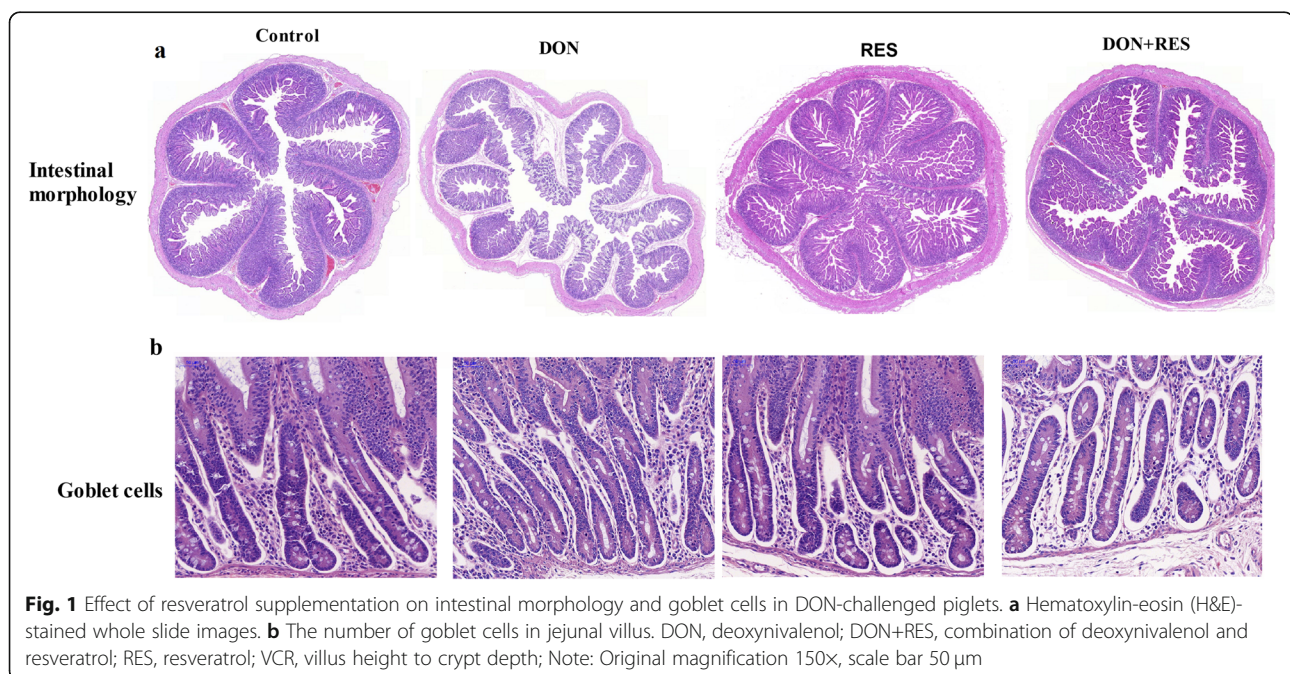 a
Control
DON
RES
DON+RES
Intestinal
morphology
b
Goblet cells
Fig. 1 Effect of resveratrol supplementation on intestinal morphology and goblet cells in DON-challenged piglets. a Hematoxylin-eosin (H&E)-
stained whole slide images. b The number of goblet cells in jejunal villus. DON, deoxynivalenol; DON+RES, combination of deoxynivalenol and
resveratrol; RES, resveratrol; VCR, villus height to crypt depth; Note: Original magnification 150×, scale bar 50 μm